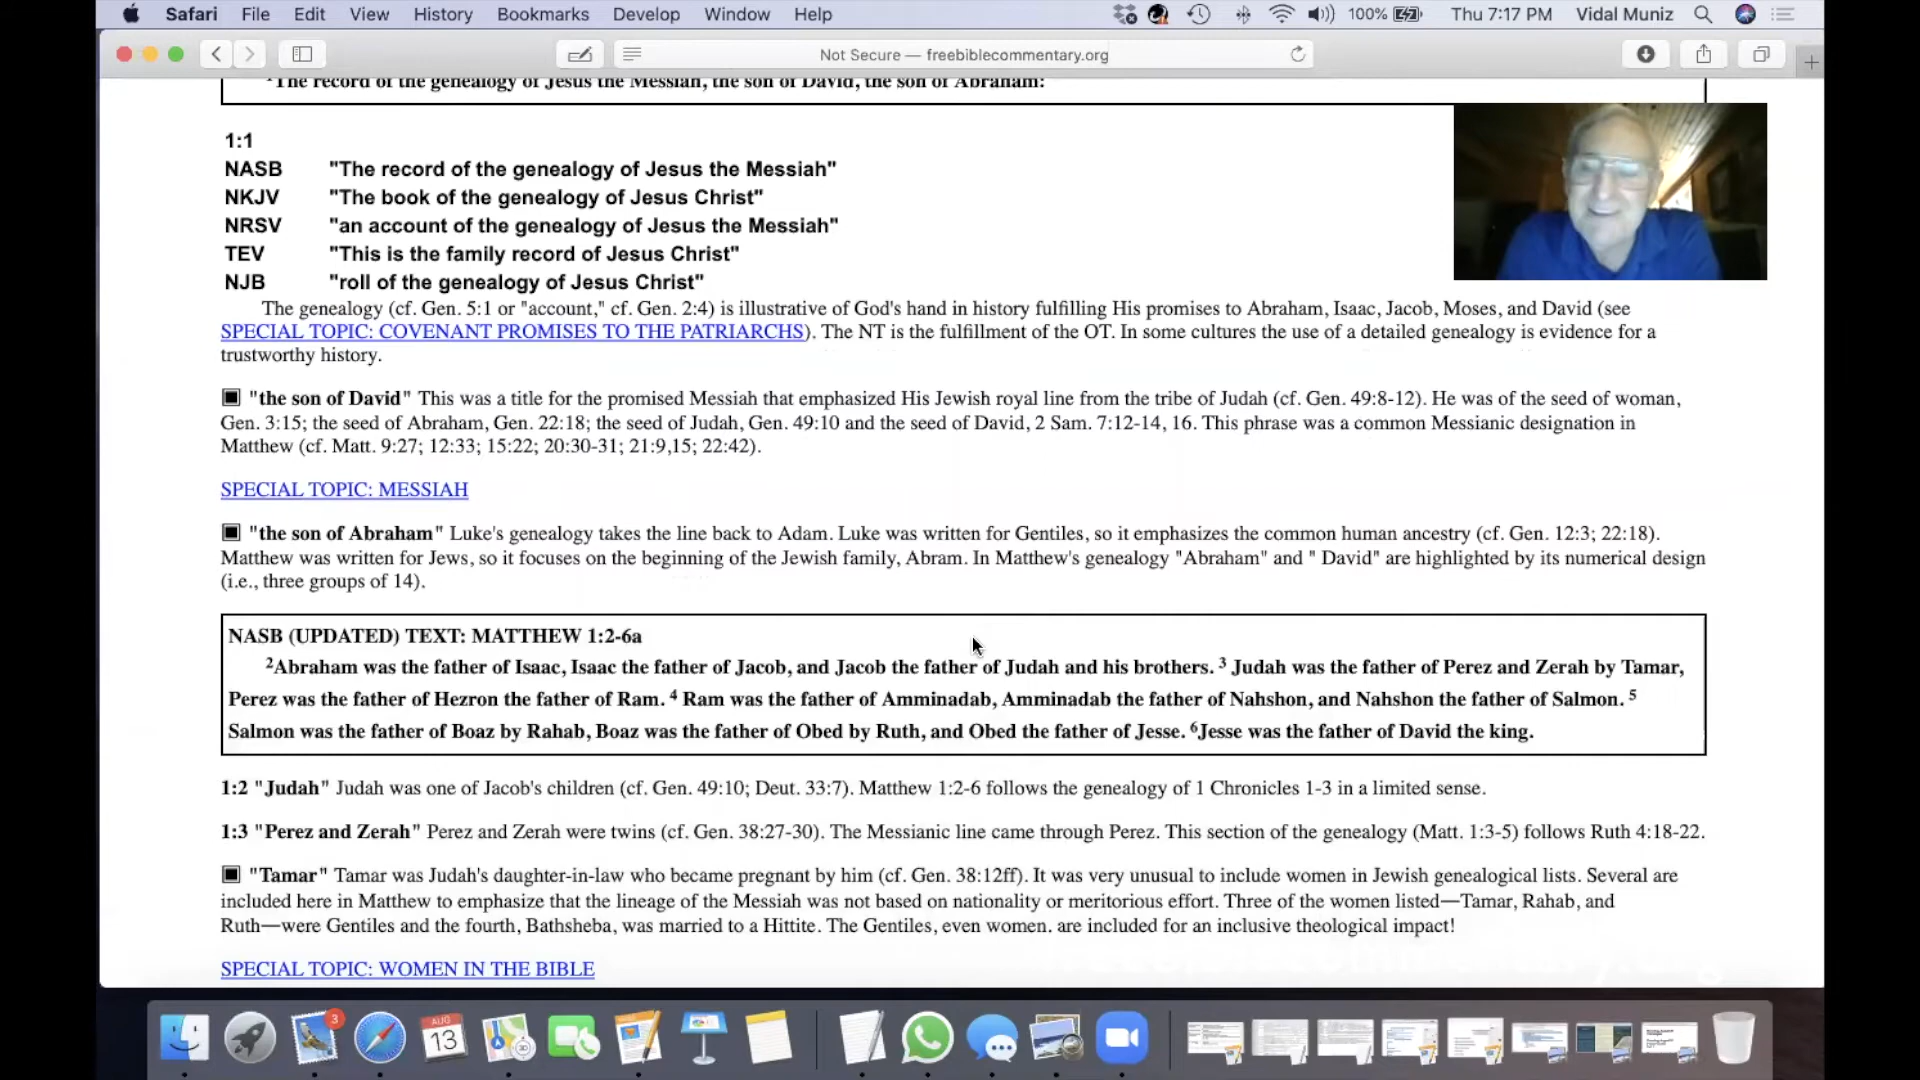 Safari File Edit View History Bookmarks Develop Window Help 100% Thu 7:17 PM Vidal Muniz
Not Secure — freebiblecommentary.org
1The record of the genealogy of Jesus the Messiah, the son of David, the son of Abraham:
1:1
NASB "The record of the genealogy of Jesus the Messiah"
NKJV "The book of the genealogy of Jesus Christ"
NRSV "an account of the genealogy of Jesus the Messiah"
TEV "This is the family record of Jesus Christ"
NJB "roll of the genealogy of Jesus Christ"
The genealogy (cf. Gen. 5:1 or "account," cf. Gen. 2:4) is illustrative of God's hand in history fulfilling His promises to Abraham, Isaac, Jacob, Moses, and David (see
SPECIAL TOPIC: COVENANT PROMISES TO THE PATRIARCHS). The NT is the fulfillment of the OT. In some cultures the use of a detailed genealogy is evidence for a
trustworthy history.
"the son of David" This was a title for the promised Messiah that emphasized His Jewish royal line from the tribe of Judah (cf. Gen. 49:8-12). He was of the seed of woman,
Gen. 3:15; the seed of Abraham, Gen. 22:18; the seed of Judah, Gen. 49:10 and the seed of David, 2 Sam. 7:12-14, 16. This phrase was a common Messianic designation in
Matthew (cf. Matt. 9:27; 12:33; 15:22; 20:30-31; 21:9,15; 22:42).
SPECIAL TOPIC: MESSIAH
"the son of Abraham" Luke's genealogy takes the line back to Adam. Luke was written for Gentiles, so it emphasizes the common human ancestry (cf. Gen. 12:3; 22:18).
Matthew was written for Jews, so it focuses on the beginning of the Jewish family, Abram. In Matthew's genealogy "Abraham" and " David" are highlighted by its numerical design
(i.e., three groups of 14).
NASB (UPDATED) TEXT: MATTHEW 1:2-6a
2Abraham was the father of Isaac, Isaac the father of Jacob, and Jacob the father of Judah and his brothers. 3 Judah was the father of Perez and Zerah by Tamar,
Perez was the father of Hezron the father of Ram. 4 Ram was the father of Amminadab, Amminadab the father of Nahshon, and Nahshon the father of Salmon. 5
Salmon was the father of Boaz by Rahab, Boaz was the father of Obed by Ruth, and Obed the father of Jesse. 6Jesse was the father of David the king.
1:2 "Judah" Judah was one of Jacob's children (cf. Gen. 49:10; Deut. 33:7). Matthew 1:2-6 follows the genealogy of 1 Chronicles 1-3 in a limited sense.
1:3 "Perez and Zerah" Perez and Zerah were twins (cf. Gen. 38:27-30). The Messianic line came through Perez. This section of the genealogy (Matt. 1:3-5) follows Ruth 4:18-22.
"Tamar" Tamar was Judah's daughter-in-law who became pregnant by him (cf. Gen. 38:12ff). It was very unusual to include women in Jewish genealogical lists. Several are
included here in Matthew to emphasize that the lineage of the Messiah was not based on nationality or meritorious effort. Three of the women listed—Tamar, Rahab, and
Ruth—were Gentiles and the fourth, Bathsheba, was married to a Hittite. The Gentiles, even women. are included for an inclusive theological impact!
SPECIAL TOPIC: WOMEN IN THE BIBLE
3
AUG
13